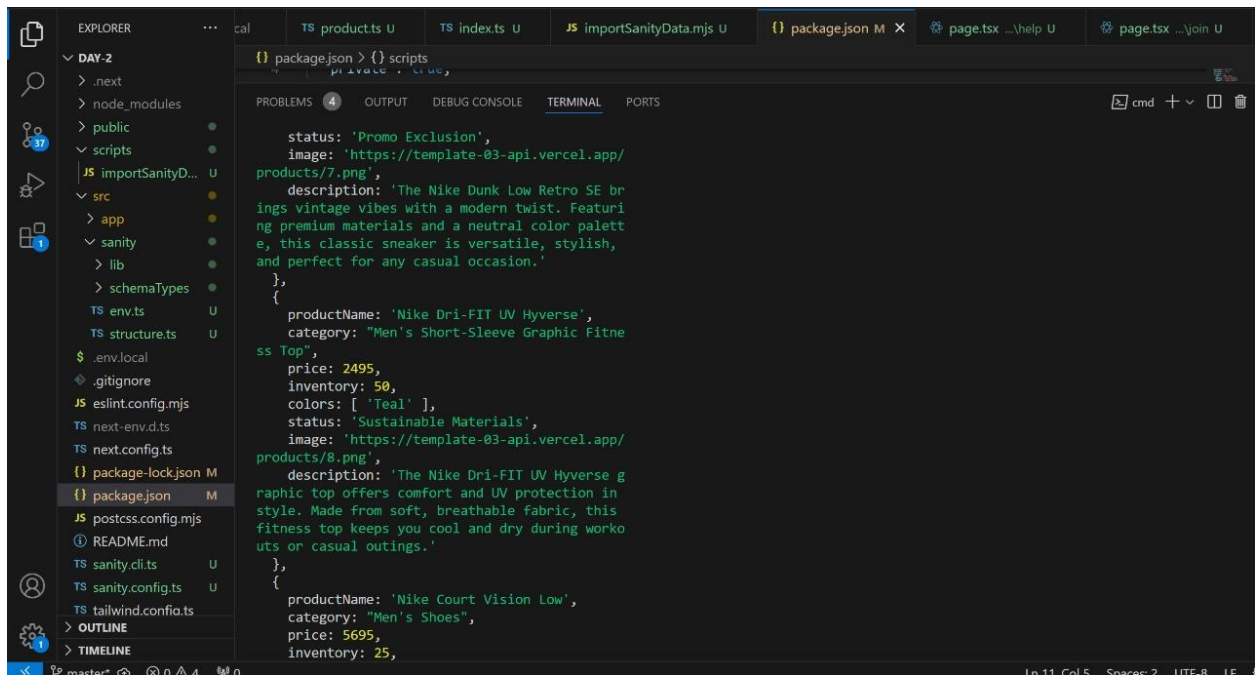 EXPLORER ... cal TS product.ts U TS index.ts U JS importSanityData.mjs U {} package.json M × page.tsx ...\help U page.tsx ...\join U
DAY-2
{} package.json > {} scripts
.next
node_modules
public
scripts
JS importSanityD... U
src
app
sanity
lib
schemaTypes
TS env.ts U
TS structure.ts U
$ .env.local
.gitignore
JS eslint.config.mjs
TS next-env.d.ts
TS next.config.ts
{} package-lock.json M
{} package.json M
JS postcss.config.mjs
README.md
TS sanity.cli.ts U
TS sanity.config.ts U
TS tailwind.config.ts
OUTLINE
TIMELINE
37
1
1
PROBLEMS 4 OUTPUT DEBUG CONSOLE TERMINAL PORTS cmd
status: 'Promo Exclusion',
image: 'https://template-03-api.vercel.app/
products/7.png',
description: 'The Nike Dunk Low Retro SE br
ings vintage vibes with a modern twist. Featuri
ng premium materials and a neutral color palett
e, this classic sneaker is versatile, stylish,
and perfect for any casual occasion.'
},
{
productName: 'Nike Dri-FIT UV Hyverse',
category: "Men's Short-Sleeve Graphic Fitne
ss Top",
price: 2495,
inventory: 50,
colors: [ 'Teal' ],
status: 'Sustainable Materials',
image: 'https://template-03-api.vercel.app/
products/8.png',
description: 'The Nike Dri-FIT UV Hyverse g
raphic top offers comfort and UV protection in
style. Made from soft, breathable fabric, this
fitness top keeps you cool and dry during worko
uts or casual outings.'
},
{
productName: 'Nike Court Vision Low',
category: "Men's Shoes",
price: 5695,
inventory: 25,
master* 0 4 0 Ln 11, Col 5 Spaces: 2 UTF-8 LF